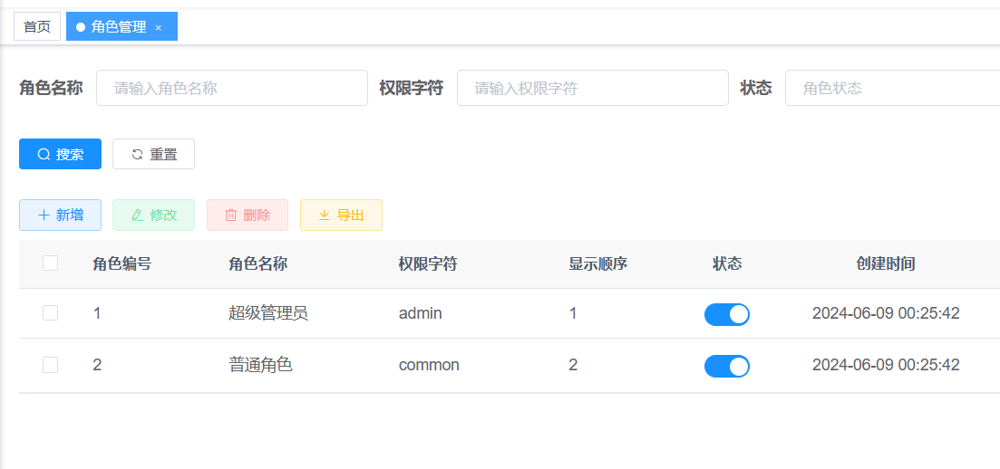 首页 角色管理 ×
角色名称 请输入角色名称 权限字符 请输入权限字符 状态 角色状态
搜索 重置
新增 修改 删除 导出
角色编号 角色名称 权限字符 显示顺序 状态 创建时间
1 超级管理员 admin 1 2024-06-09 00:25:42
2 普通角色 common 2 2024-06-09 00:25:42